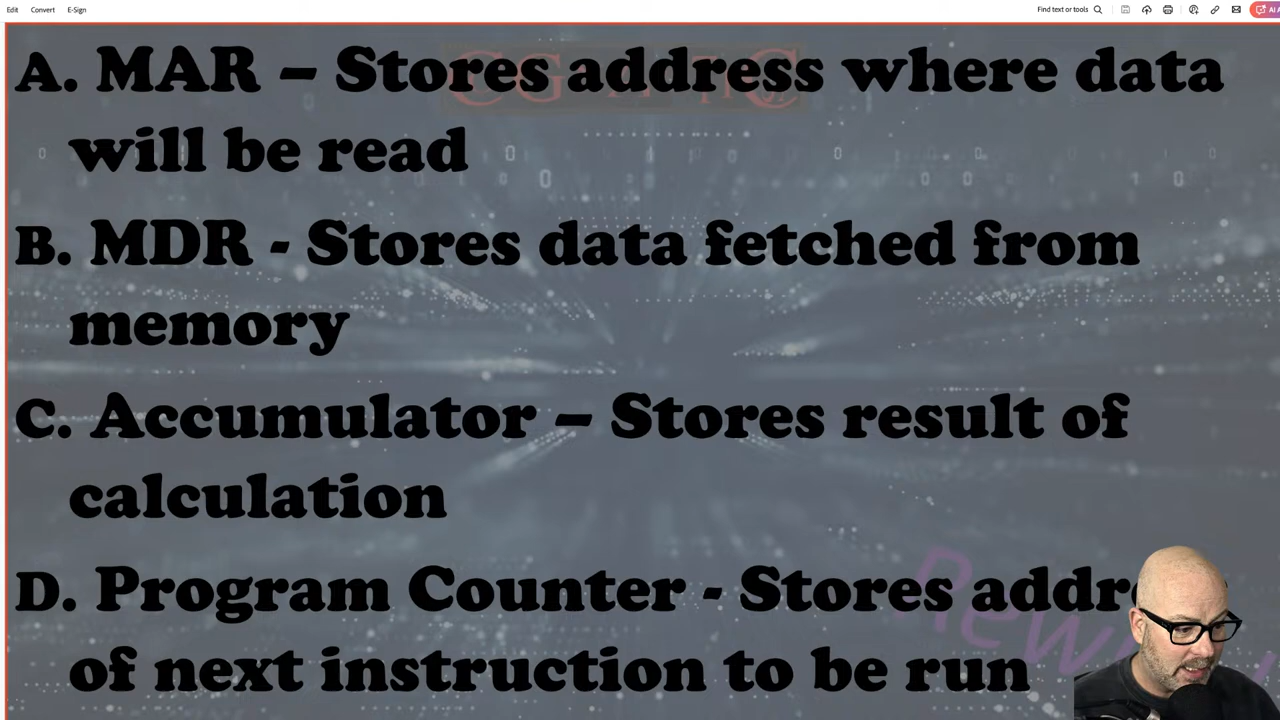 Edit Convert E-Sign Find text or tools
A. MAR – Stores address where data
will be read
B. MDR - Stores data fetched from
memory
C. Accumulator – Stores result of
calculation
D. Program Counter - Stores
of next instruction to be run